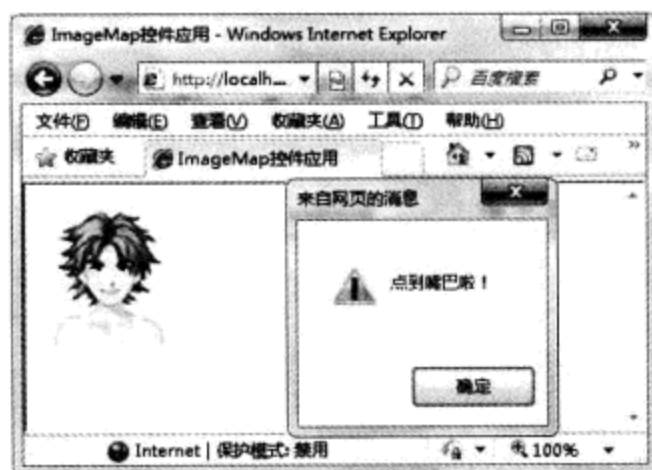 ImageMap控件应用 - Windows Internet Explorer
http://localh... 百度搜索
文件(F) 编辑(E) 查看(V) 收藏夹(A) 工具(T) 帮助(H)
收藏夹 ImageMap控件应用
来自网页的消息
点到嘴巴啦！
确定
Internet | 保护模式: 禁用 100%